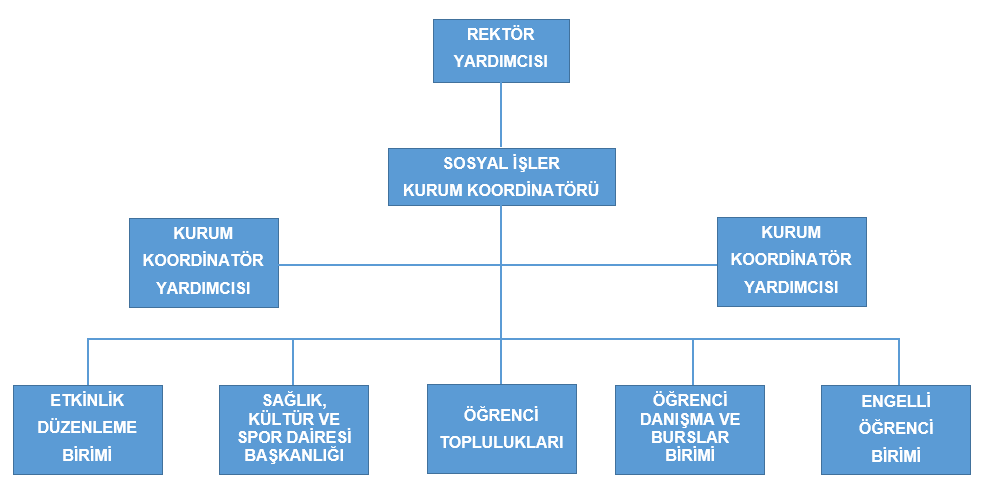 REKTÖR
YARDIMCISI
SOSYAL İŞLER
KURUM KOORDİNATÖRÜ
KURUM
KOORDİNATÖR
YARDIMCISI
KURUM
KOORDİNATÖR
YARDIMCISI
ETKİNLİK
DÜZENLEME
BİRİMİ
SAĞLIK,
KÜLTÜR VE
SPOR DAİRESİ
BAŞKANLIĞI
ÖĞRENCİ
TOPLULUKLARI
ÖĞRENCİ
DANIŞMA VE
BURSLAR
BİRİMİ
ENGELLİ
ÖĞRENCİ
BİRİMİ